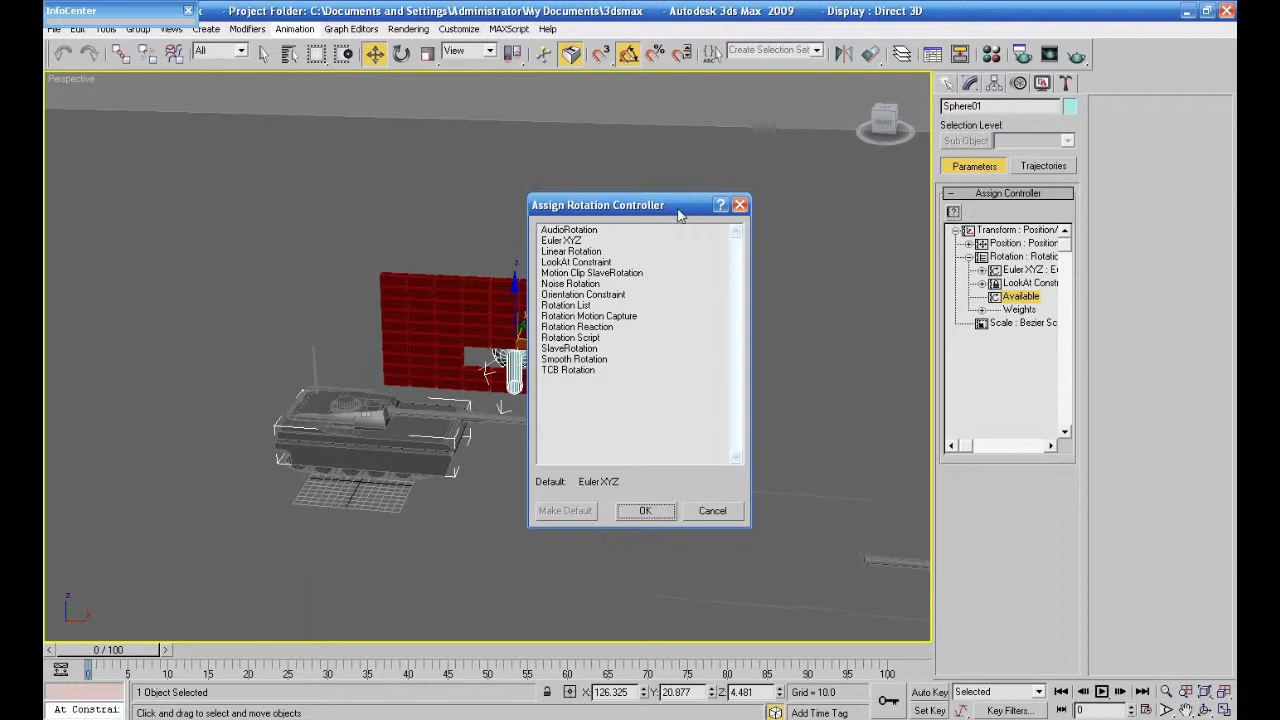 InfoCenter
- Project Folder: C:\Documents and Settings\Administrator\My Documents\3dsmax - Autodesk 3ds Max 2009 - Display : Direct 3D
File Edit Tools Group Views Create Modifiers Animation Graph Editors Rendering Customize MAXScript Help
All
View
3
%
ABC
Create Selection Set
Perspective
FRONT
Sphere01
Selection Level:
Sub-Object
Parameters Trajectories
- Assign Controller
Transform : Position/
Position : Position
Rotation : Rotatio
Euler XYZ : E
LookAt Constr
Available
Weights
Scale : Bezier Sc
Assign Rotation Controller
AudioRotation
Euler XYZ
Linear Rotation
LookAt Constraint
Motion Clip SlaveRotation
Noise Rotation
Orientation Constraint
Rotation List
Rotation Motion Capture
Rotation Reaction
Rotation Script
SlaveRotation
Smooth Rotation
TCB Rotation
Default: Euler XYZ
Make Default OK Cancel
z
z
x
< 0 / 100 >
0 5 10 15 20 25 30 35 40 45 50 55 60 65 70 75 80 85 90 95 100
1 Object Selected X: 126.325 Y: 20.877 Z: 4.481 Grid = 10.0 Auto Key Selected
At Constrai Click and drag to select and move objects Add Time Tag Set Key Key Filters... 0